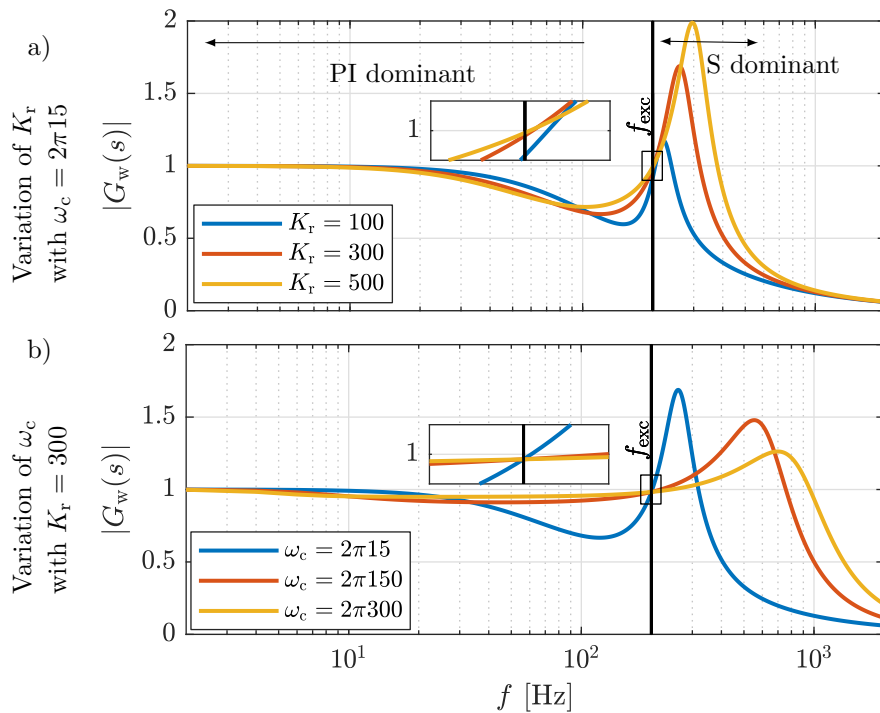 a)
Variation of K_r
with ω_c = 2π15
|G_w(s)|
2
1.5
1
0.5
0
PI dominant
S dominant
1
f_exc
K_r = 100
K_r = 300
K_r = 500
b)
Variation of ω_c
with K_r = 300
|G_w(s)|
2
1.5
1
0.5
0
1
f_exc
ω_c = 2π15
ω_c = 2π150
ω_c = 2π300
10^1
10^2
10^3
f [Hz]